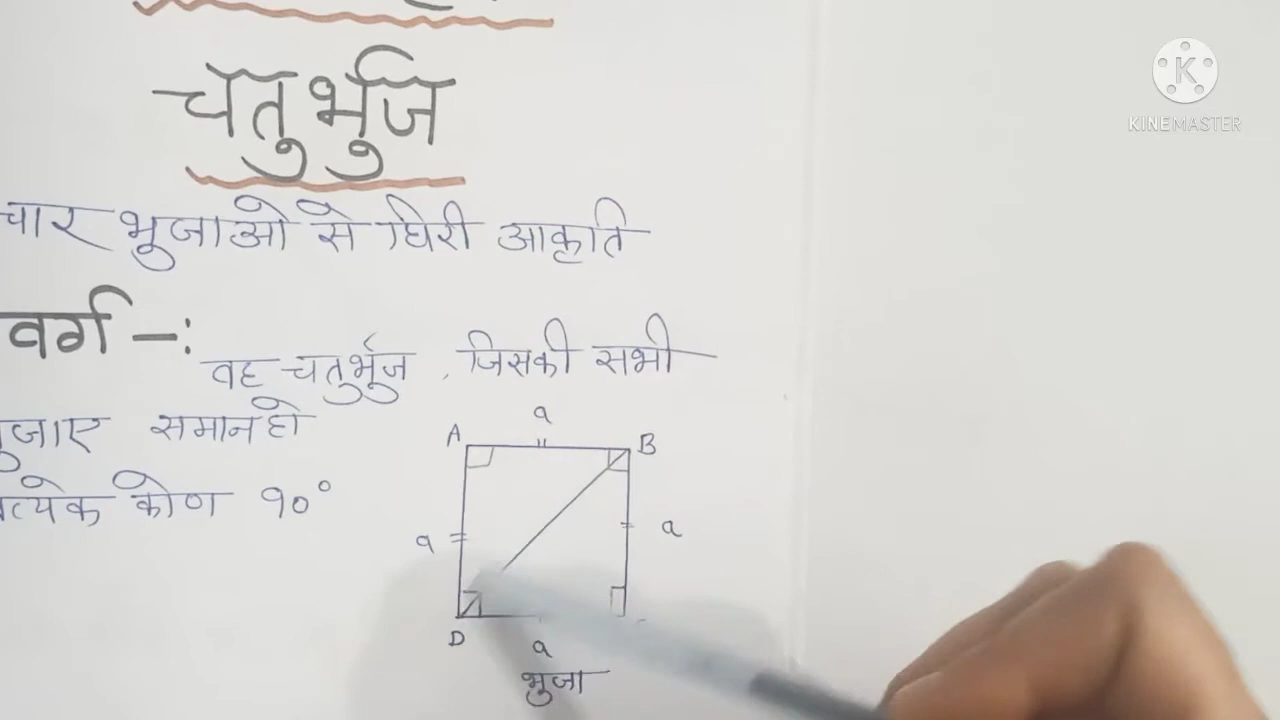 चतुर्भुज
चार भूजाओ से घिरी आकृति
वर्ग -:
वह चतुर्भुज , जिसकी सभी
समान हो
कोण 90°
a
A
B
a
a
D
a
भुजा
KINEMASTER